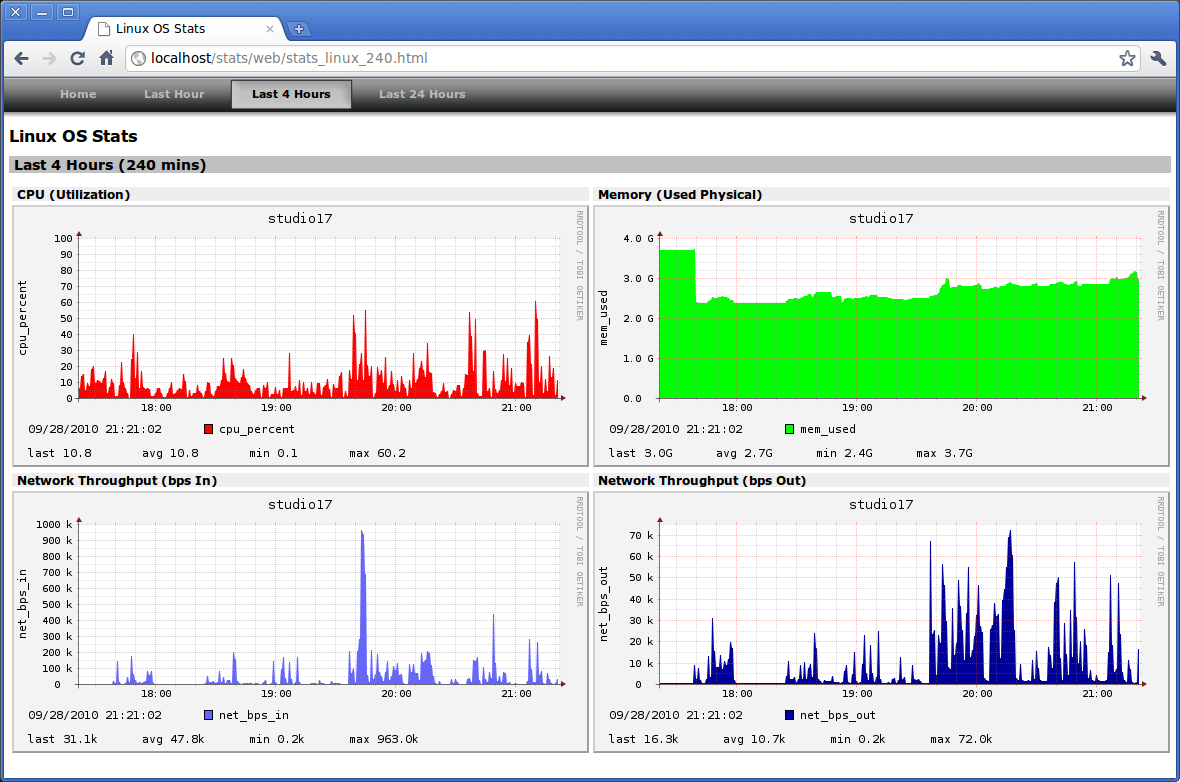 Linux OS Stats
localhost/stats/web/stats_linux_240.html
Home Last Hour Last 4 Hours Last 24 Hours
Linux OS Stats
Last 4 Hours (240 mins)
CPU (Utilization)
studio17
RRDTOOL / TOBI OETIKER
cpu_percent
100
90
80
70
60
50
40
30
20
10
0
18:00 19:00 20:00 21:00
09/28/2010 21:21:02 cpu_percent
last 10.8 avg 10.8 min 0.1 max 60.2
Memory (Used Physical)
studio17
RRDTOOL / TOBI OETIKER
mem_used
4.0 G
3.0 G
2.0 G
1.0 G
0.0
18:00 19:00 20:00 21:00
09/28/2010 21:21:02 mem_used
last 3.0G avg 2.7G min 2.4G max 3.7G
Network Throughput (bps In)
studio17
RRDTOOL / TOBI OETIKER
net_bps_in
1000 k
900 k
800 k
700 k
600 k
500 k
400 k
300 k
200 k
100 k
0
18:00 19:00 20:00 21:00
09/28/2010 21:21:02 net_bps_in
last 31.1k avg 47.8k min 0.2k max 963.0k
Network Throughput (bps Out)
studio17
RRDTOOL / TOBI OETIKER
net_bps_out
70 k
60 k
50 k
40 k
30 k
20 k
10 k
0
18:00 19:00 20:00 21:00
09/28/2010 21:21:02 net_bps_out
last 16.3k avg 10.7k min 0.2k max 72.0k